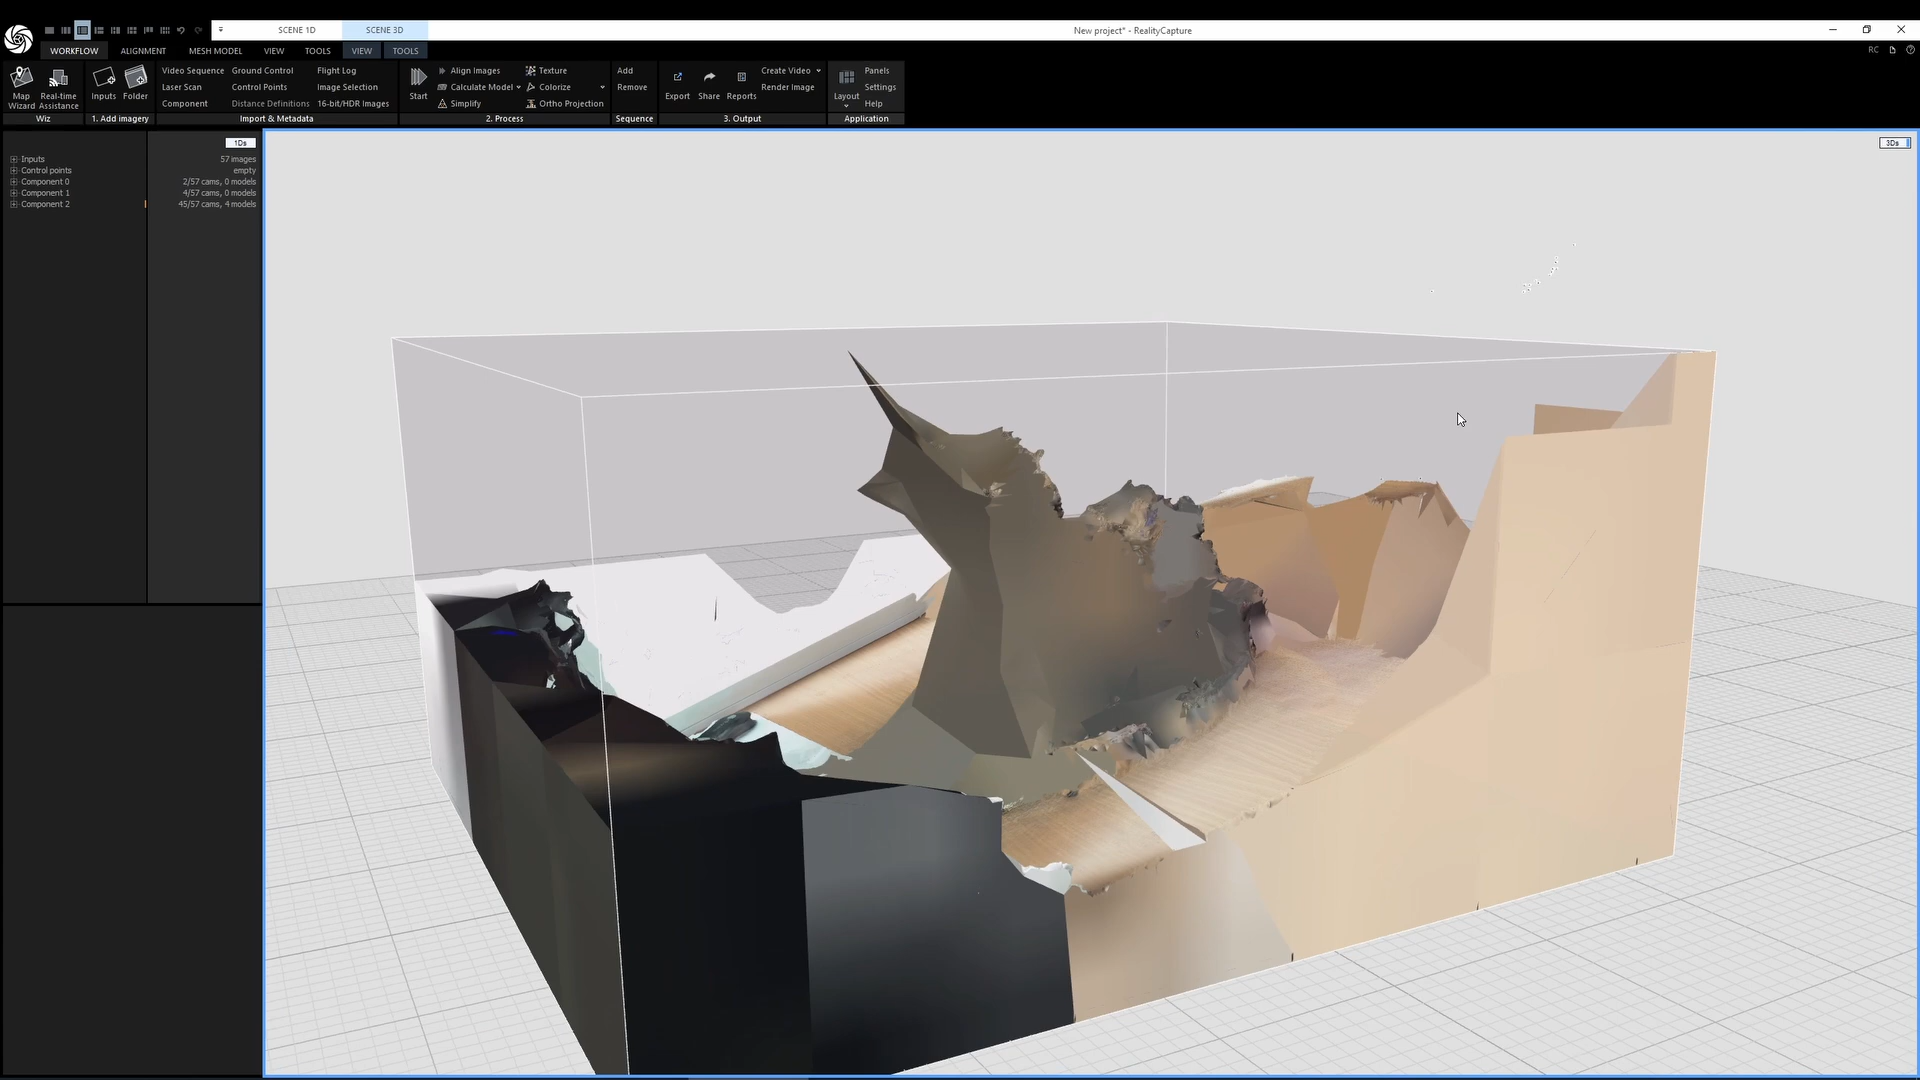 SCENE 1D SCENE 3D New project* - RealityCapture
WORKFLOW ALIGNMENT MESH MODEL VIEW TOOLS VIEW TOOLS RC
Map Wizard
Real-time Assistance
Wiz
Inputs
Folder
1. Add imagery
Video Sequence Ground Control Flight Log
Laser Scan Control Points Image Selection
Component Distance Definitions 16-bit/HDR Images
Import & Metadata
Start
Align Images Texture
Calculate Model Colorize
Simplify Ortho Projection
2. Process
Add
Remove
Sequence
Export Share Reports
Create Video
Render Image
3. Output
Layout
Panels
Settings
Help
Application
1Ds
3Ds
Inputs 57 images
Control points empty
Component 0 2/57 cams, 0 models
Component 1 4/57 cams, 0 models
Component 2 45/57 cams, 4 models